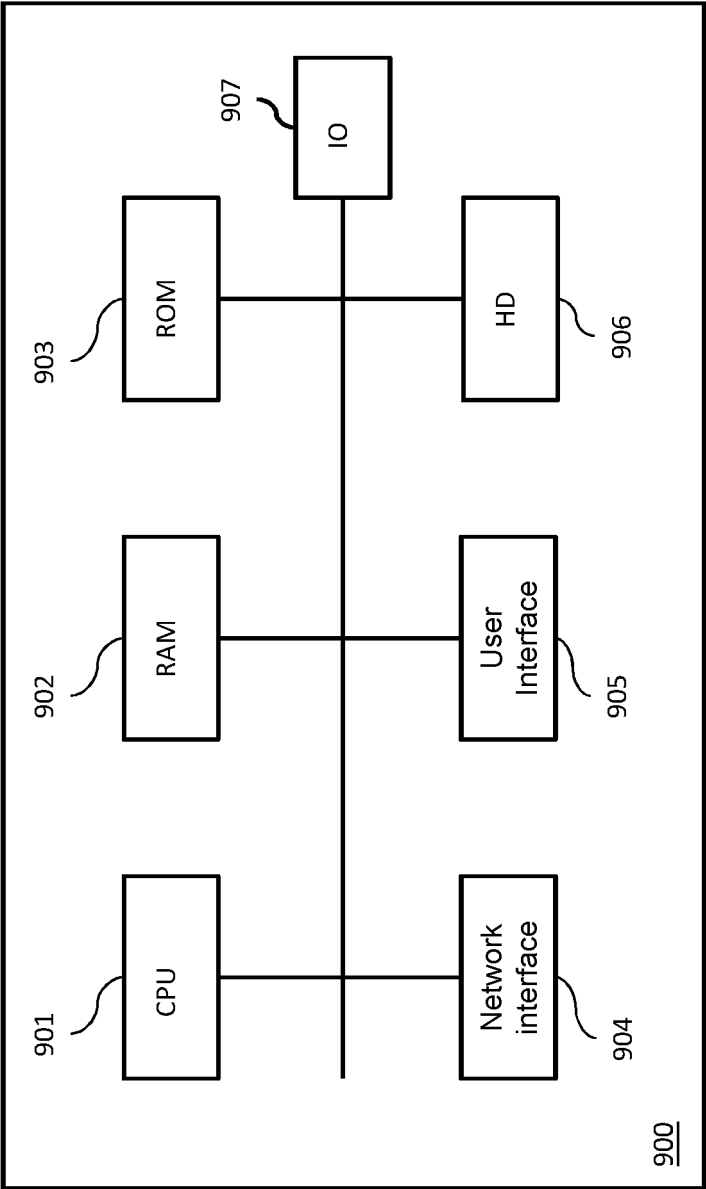 901
902
903
CPU
RAM
ROM
907
IO
Network
interface
User
Interface
HD
904
905
906
900